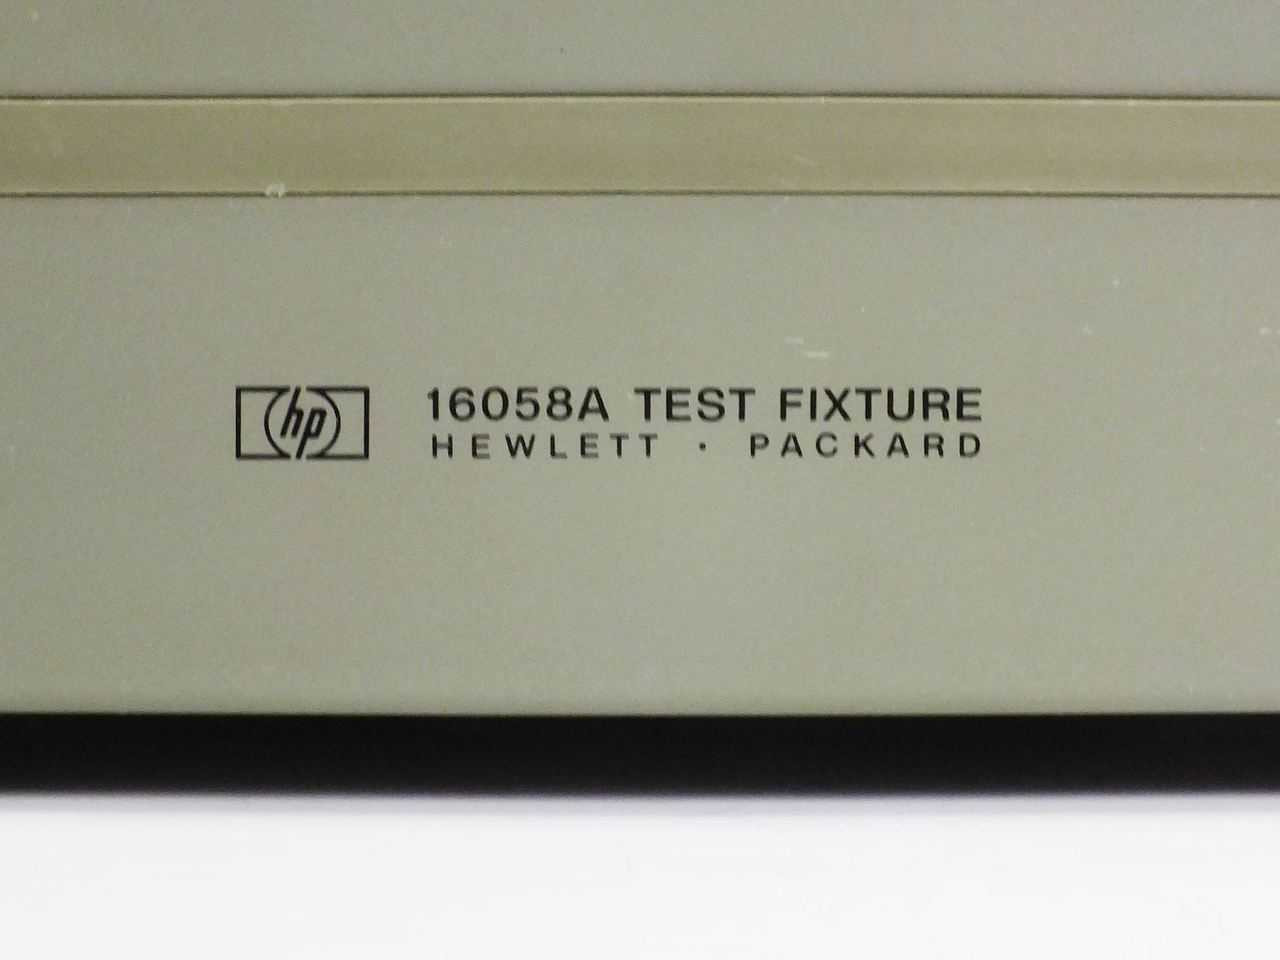 hp
16058A TEST FIXTURE
HEWLETT · PACKARD